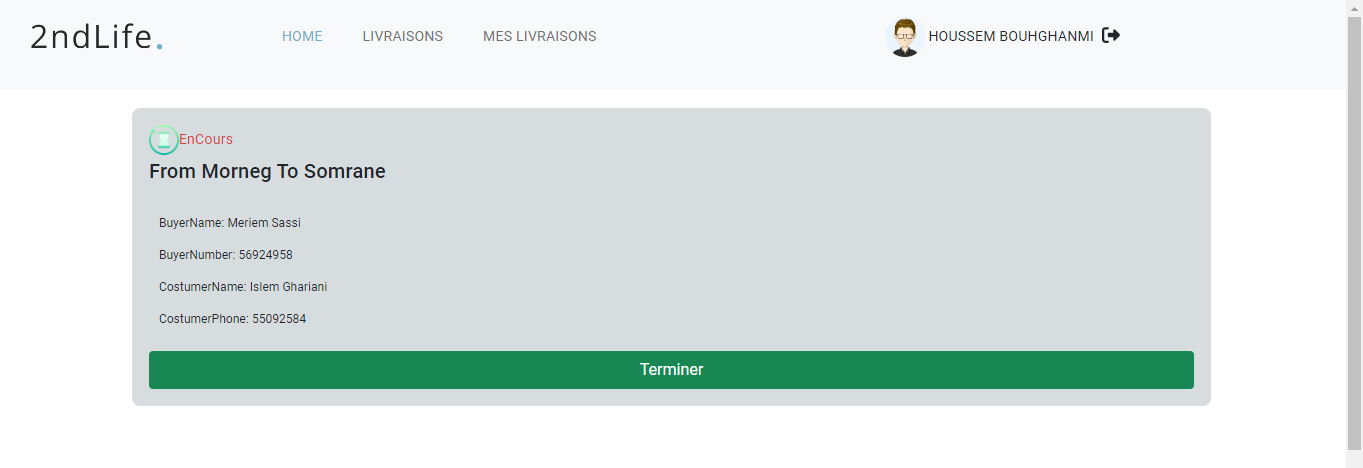 2ndLife.
HOME
LIVRAISONS
MES LIVRAISONS
HOUSSEM BOUHGHANMI
EnCours
From Morneg To Somrane
BuyerName: Meriem Sassi
BuyerNumber: 56924958
CostumerName: Islem Ghariani
CostumerPhone: 55092584
Terminer